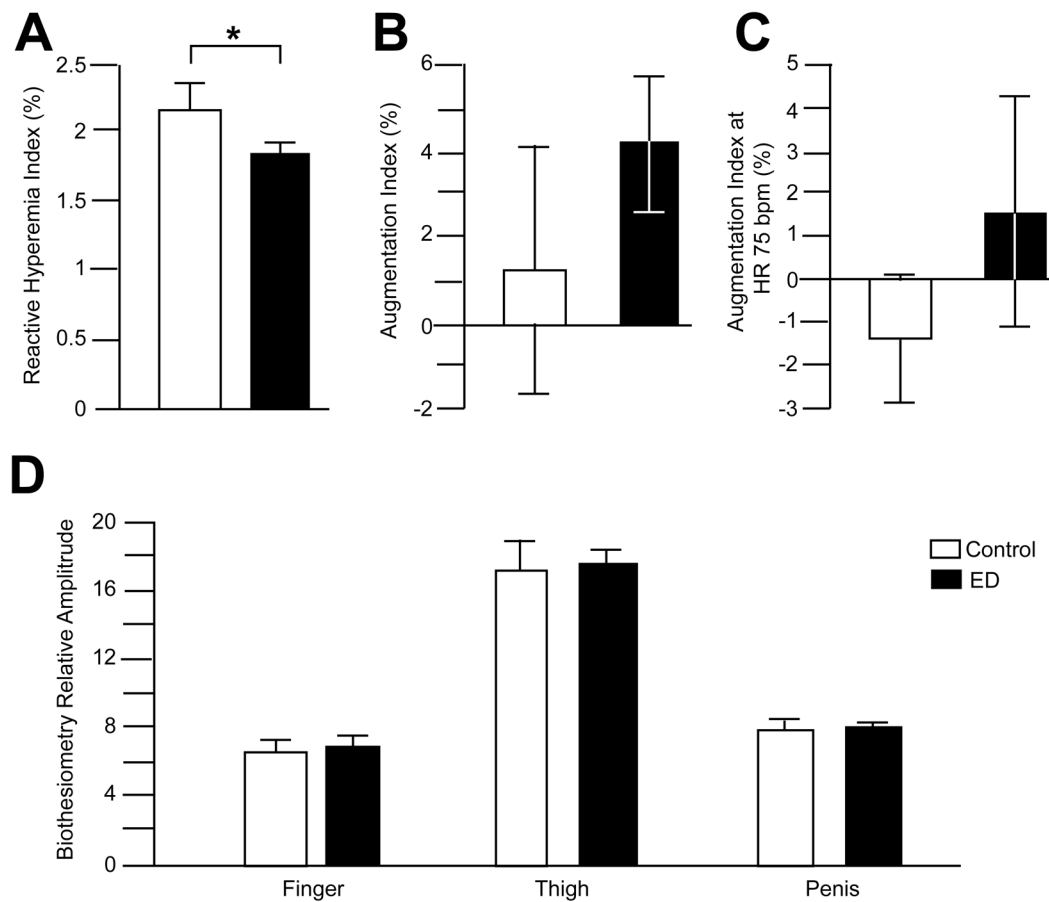 A
B
C
*
Reactive Hyperemia Index (%)
2.5
2
1.5
1
0.5
0
Augmentation Index (%)
6
4
2
0
-2
Augmentation Index at
HR 75 bpm (%)
5
4
3
2
1
0
-1
-2
-3
D
Biothesiometry Relative Amplitrude
20
16
12
8
4
0
Finger
Thigh
Penis
Control
ED